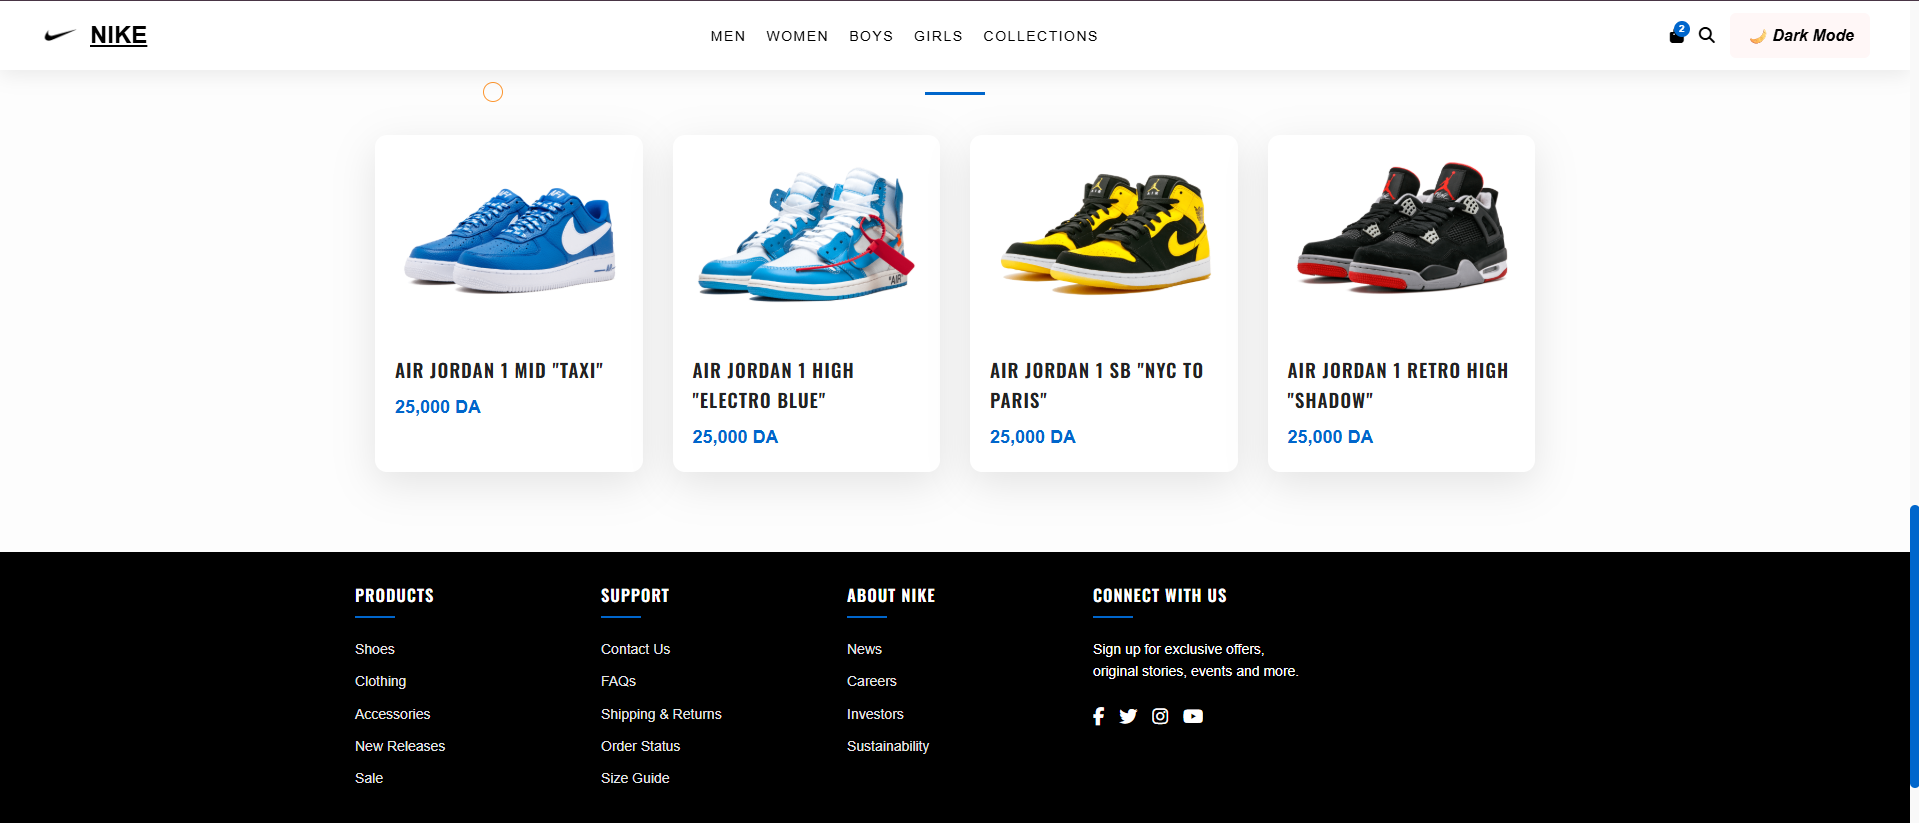 NIKE
MEN WOMEN BOYS GIRLS COLLECTIONS
2
🌙 Dark Mode
AIR JORDAN 1 MID "TAXI"
25,000 DA
AIR JORDAN 1 HIGH
"ELECTRO BLUE"
25,000 DA
AIR JORDAN 1 SB "NYC TO
PARIS"
25,000 DA
AIR JORDAN 1 RETRO HIGH
"SHADOW"
25,000 DA
PRODUCTS
Shoes
Clothing
Accessories
New Releases
Sale
SUPPORT
Contact Us
FAQs
Shipping & Returns
Order Status
Size Guide
ABOUT NIKE
News
Careers
Investors
Sustainability
CONNECT WITH US
Sign up for exclusive offers,
original stories, events and more.